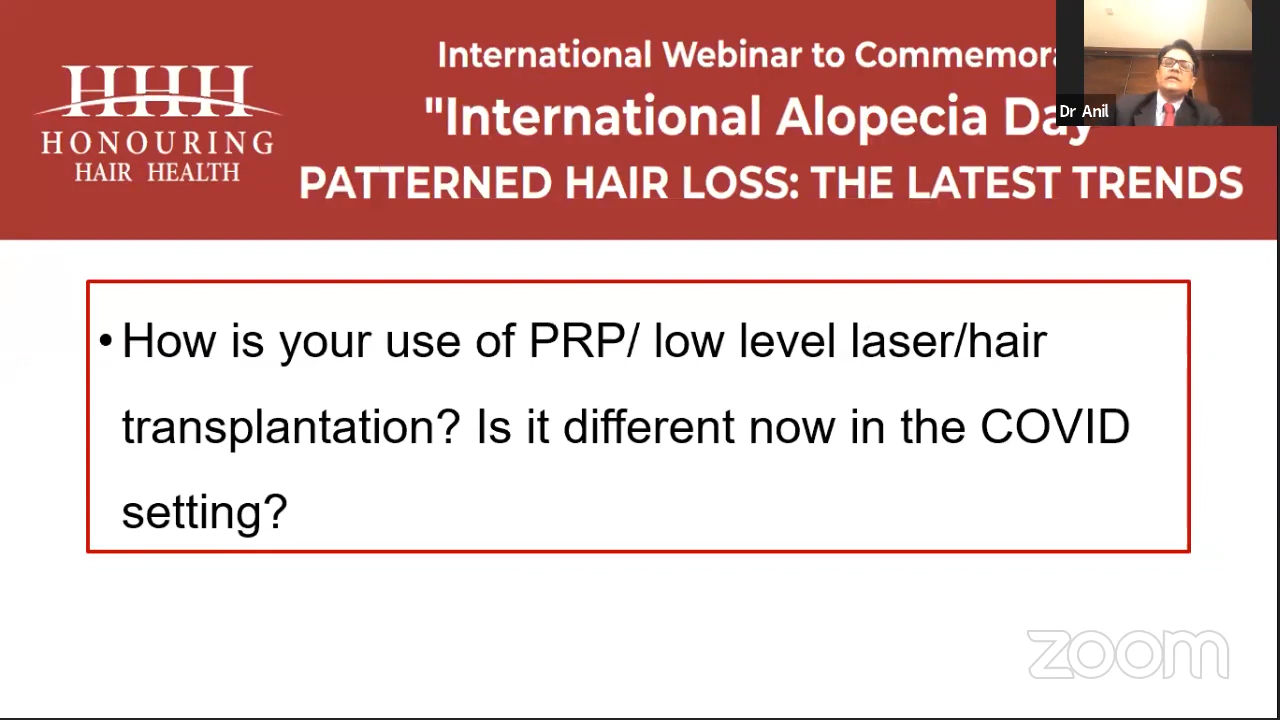 International Webinar to Commemora
"International Alopecia Day
PATTERNED HAIR LOSS: THE LATEST TRENDS
HHH
HONOURING
HAIR HEALTH
Dr Anil
• How is your use of PRP/ low level laser/hair
transplantation? Is it different now in the COVID
setting?
zoom